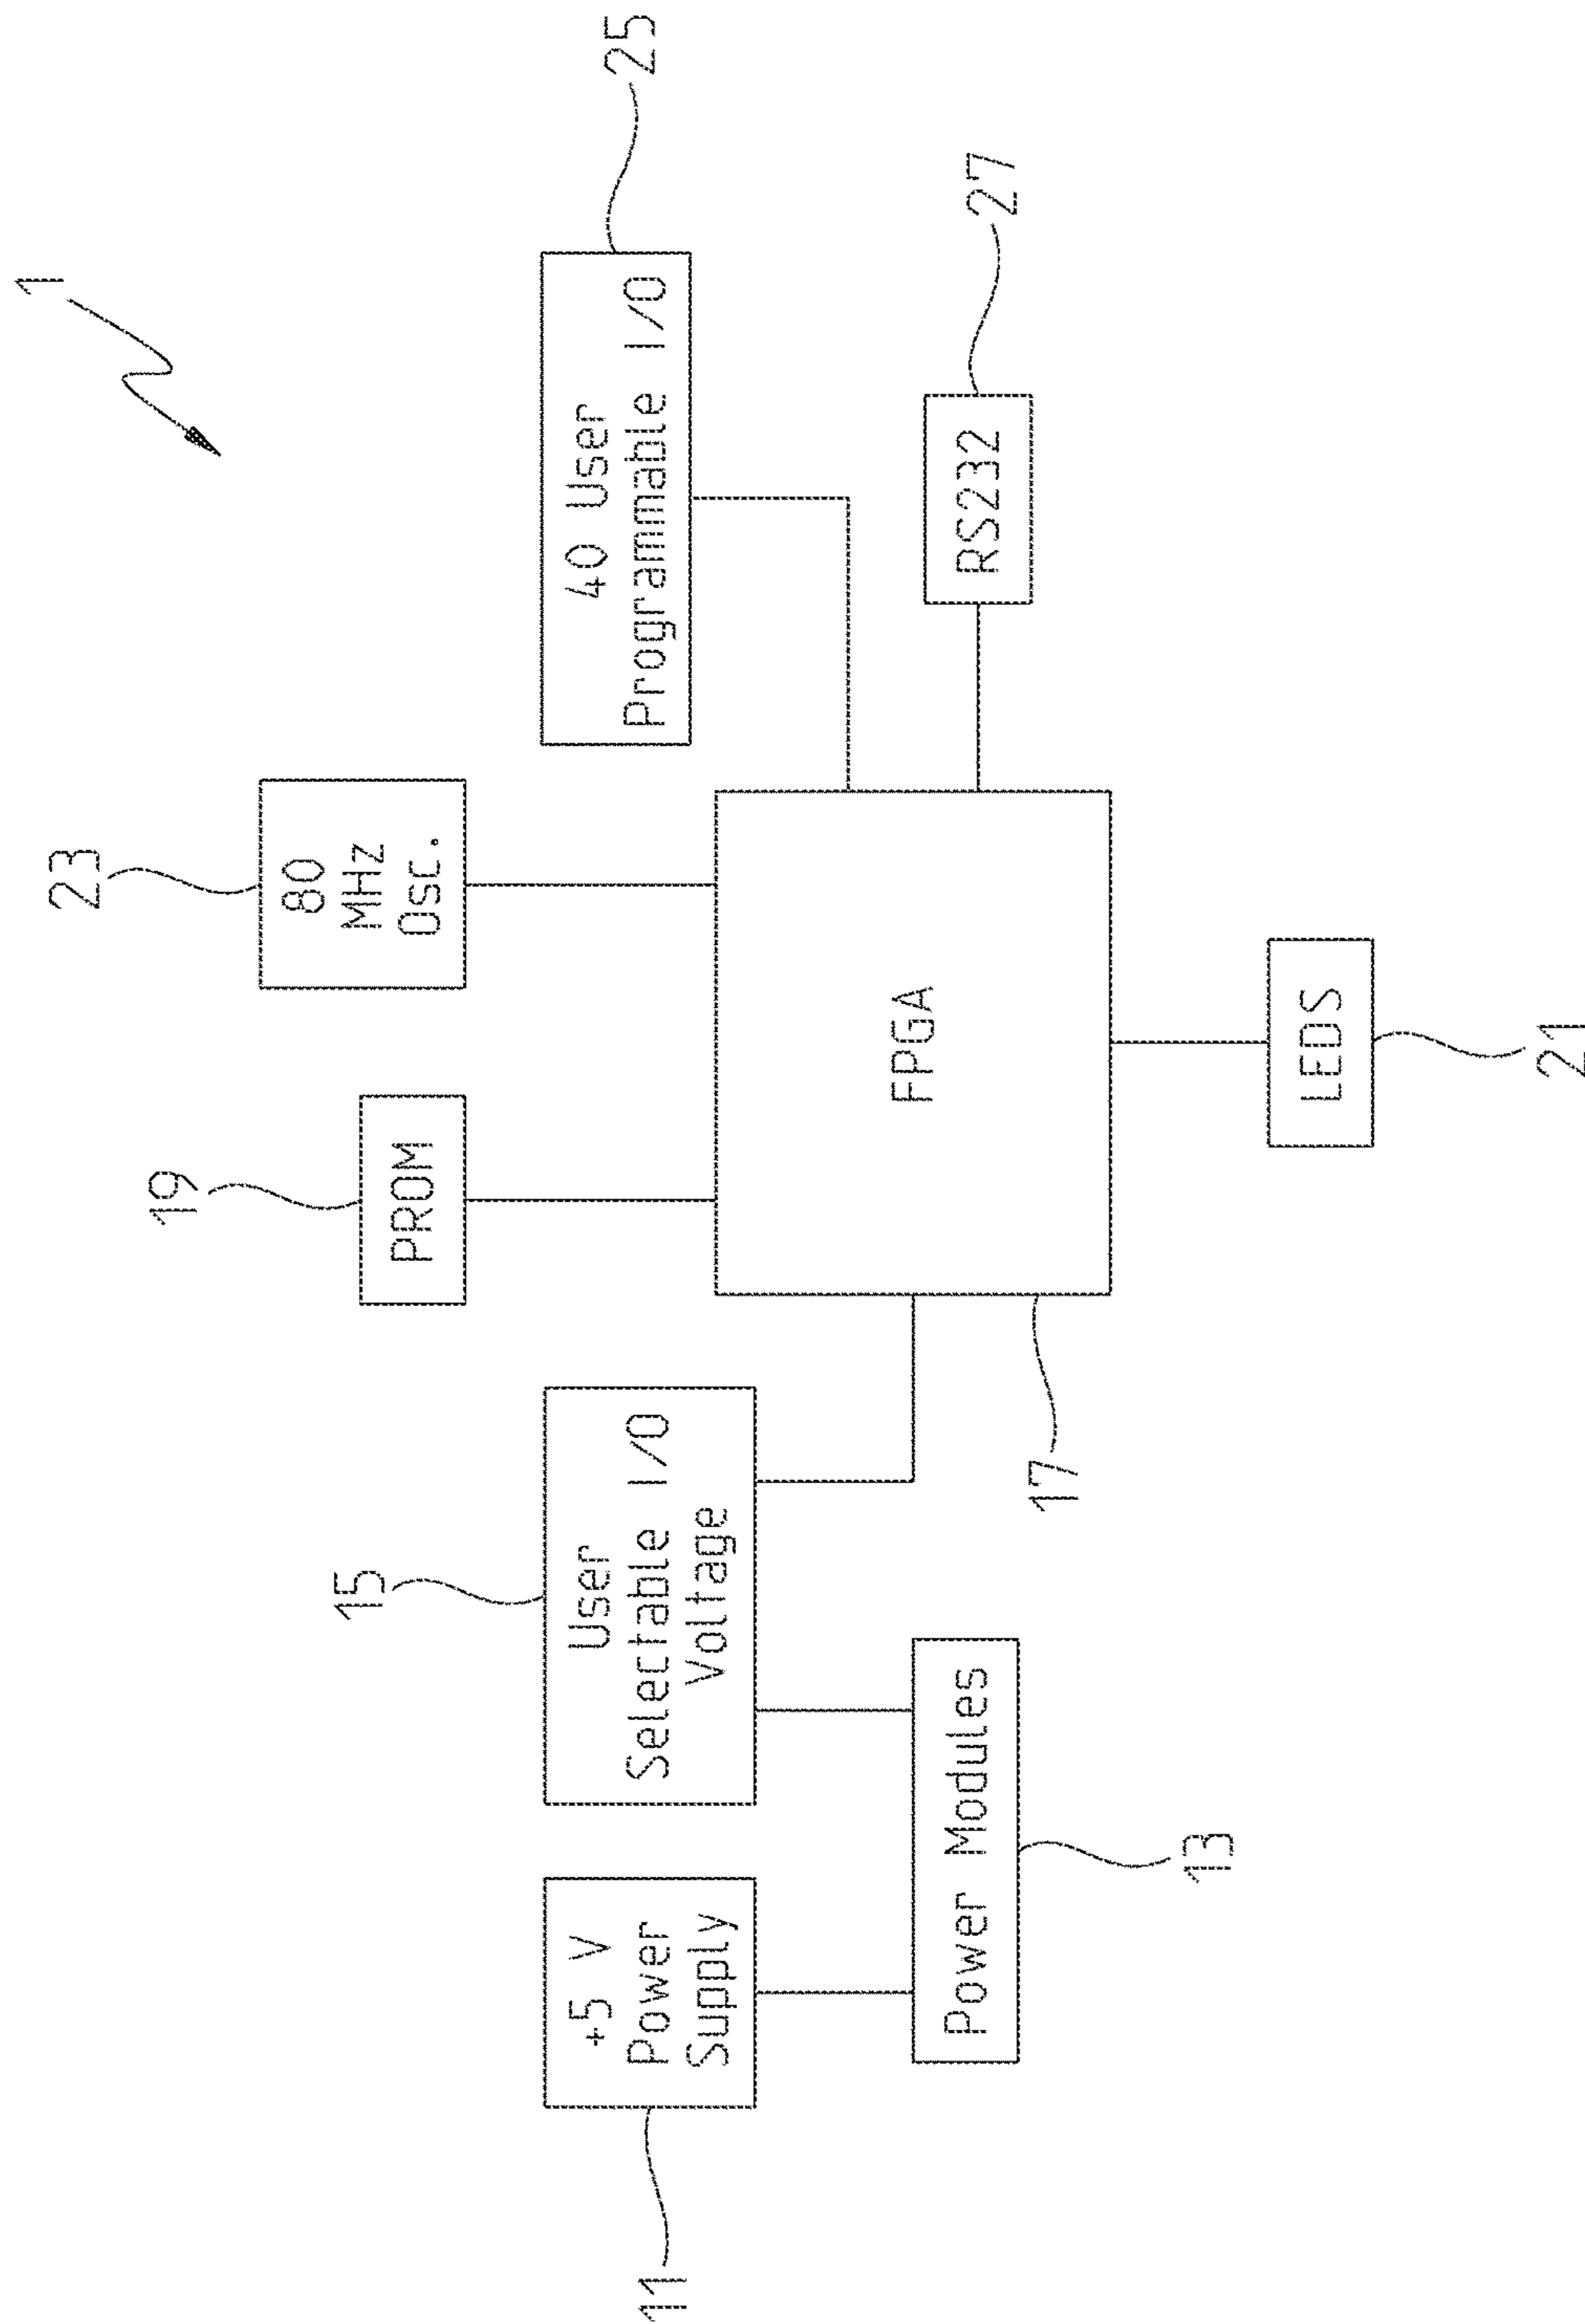 1
23
80
MHz
Osc.
19
PROM
25
40 User
Programmable I/O
15
User
Selectable I/O
Voltage
11
+5 V
Power
Supply
FPGA
17
RS232
27
Power Modules
13
LEDS
21